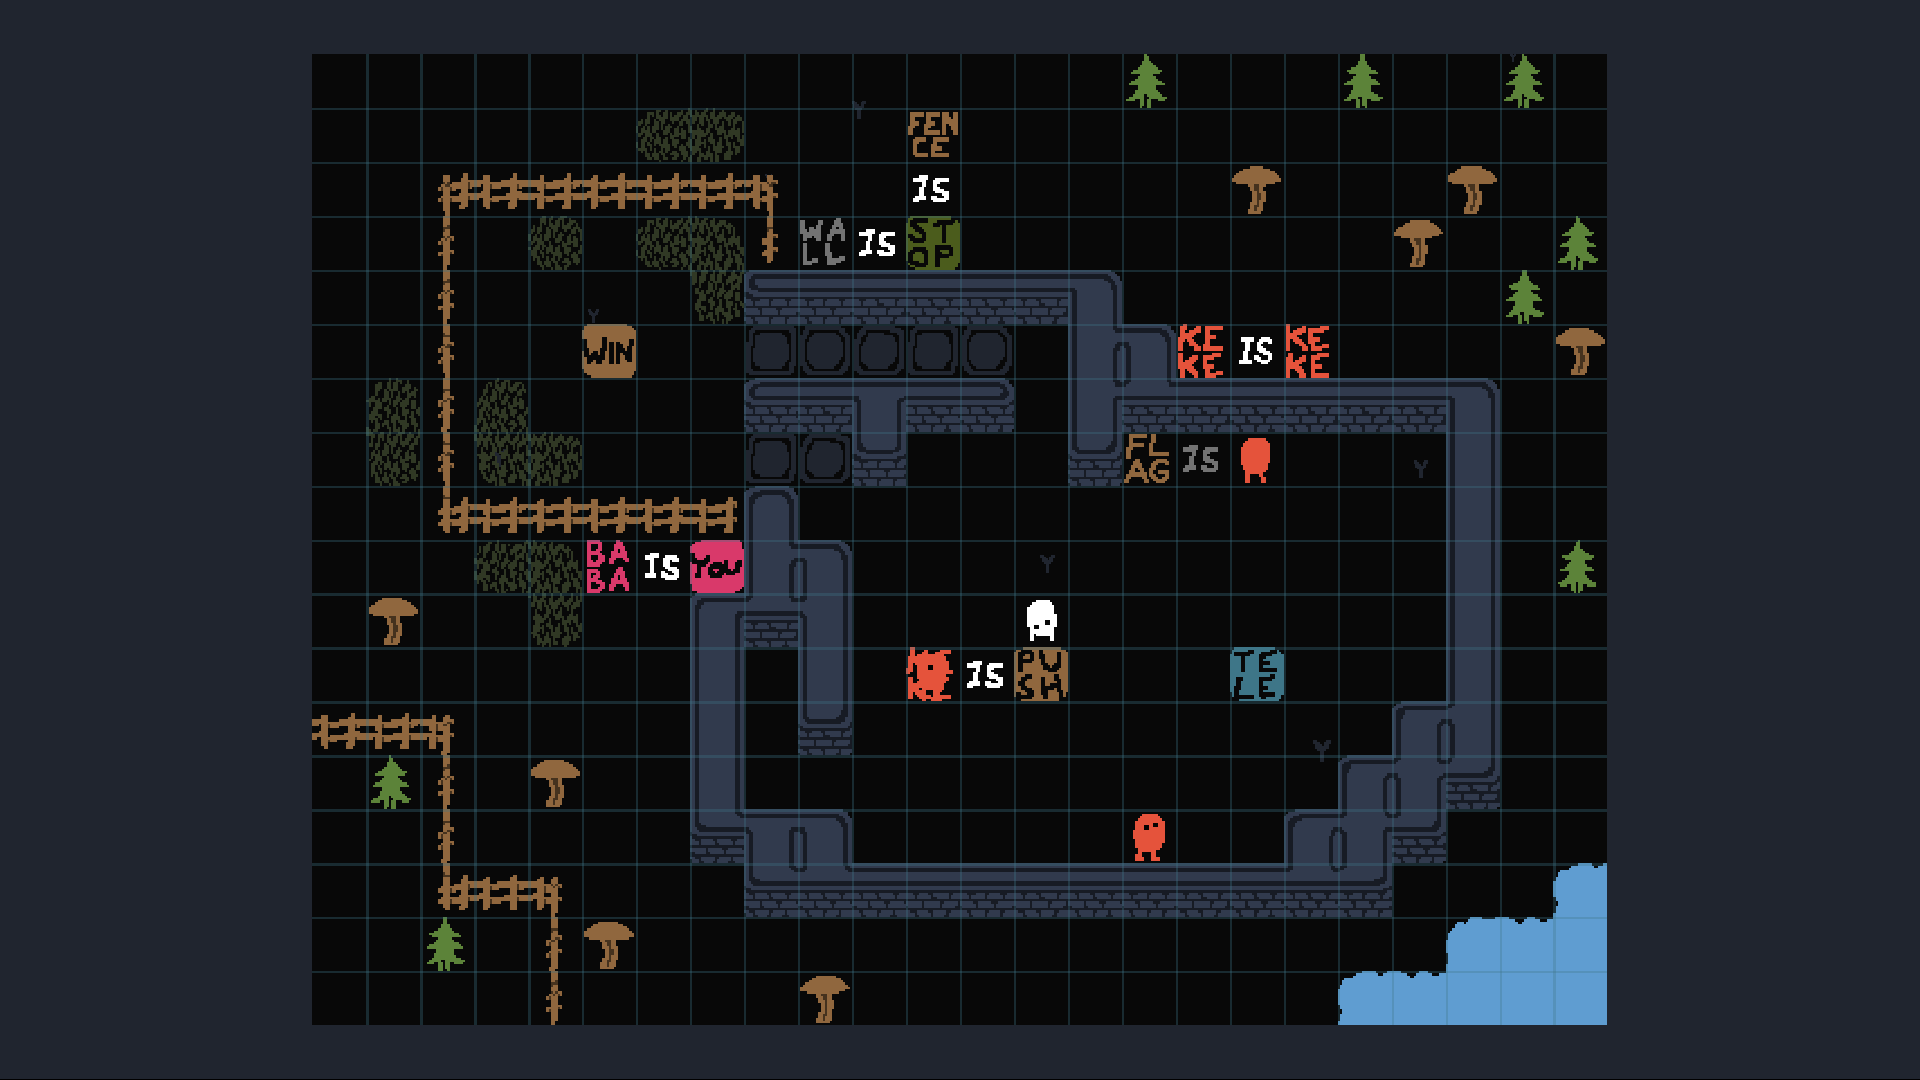 FENCE
IS
WALL IS STOP
WIN
KEKE IS KEKE
FLAG IS
BABA IS YOU
IS PUSH
TELE